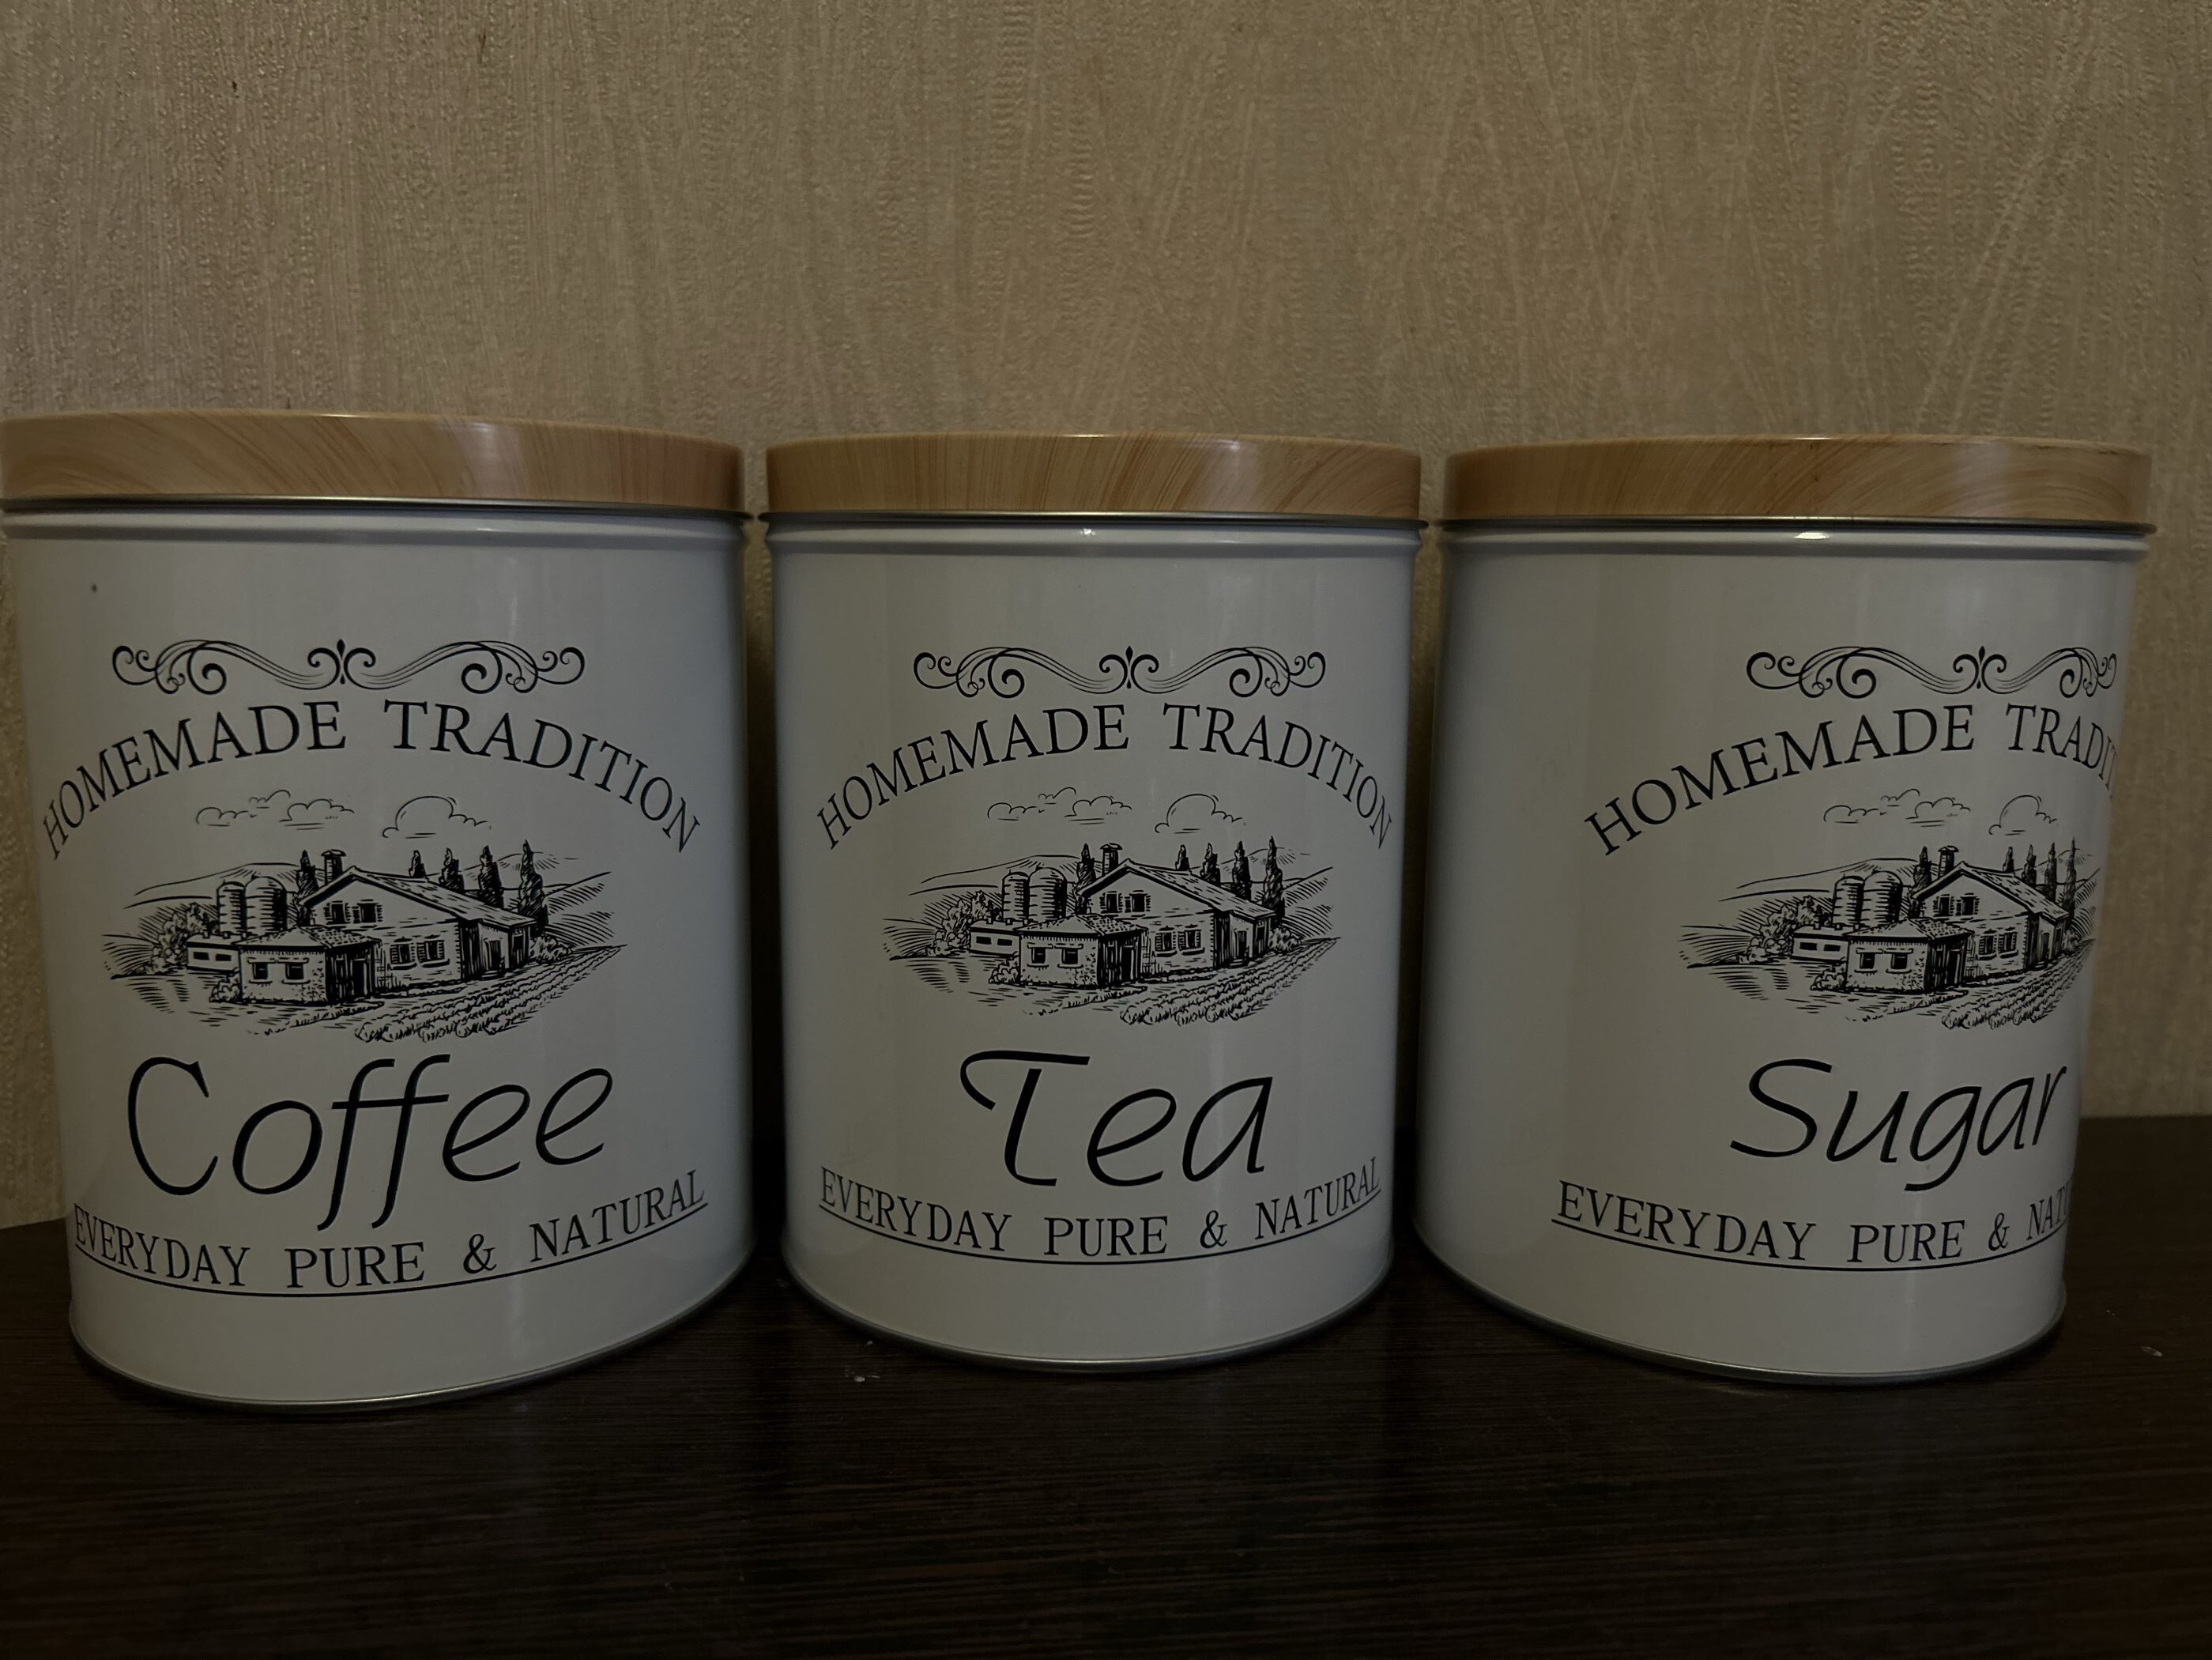 HOMEMADE TRADITION
Coffee
EVERYDAY PURE & NATURAL
HOMEMADE TRADITION
Tea
EVERYDAY PURE & NATURAL
HOMEMADE
Sugar
EVERYDAY PURE &